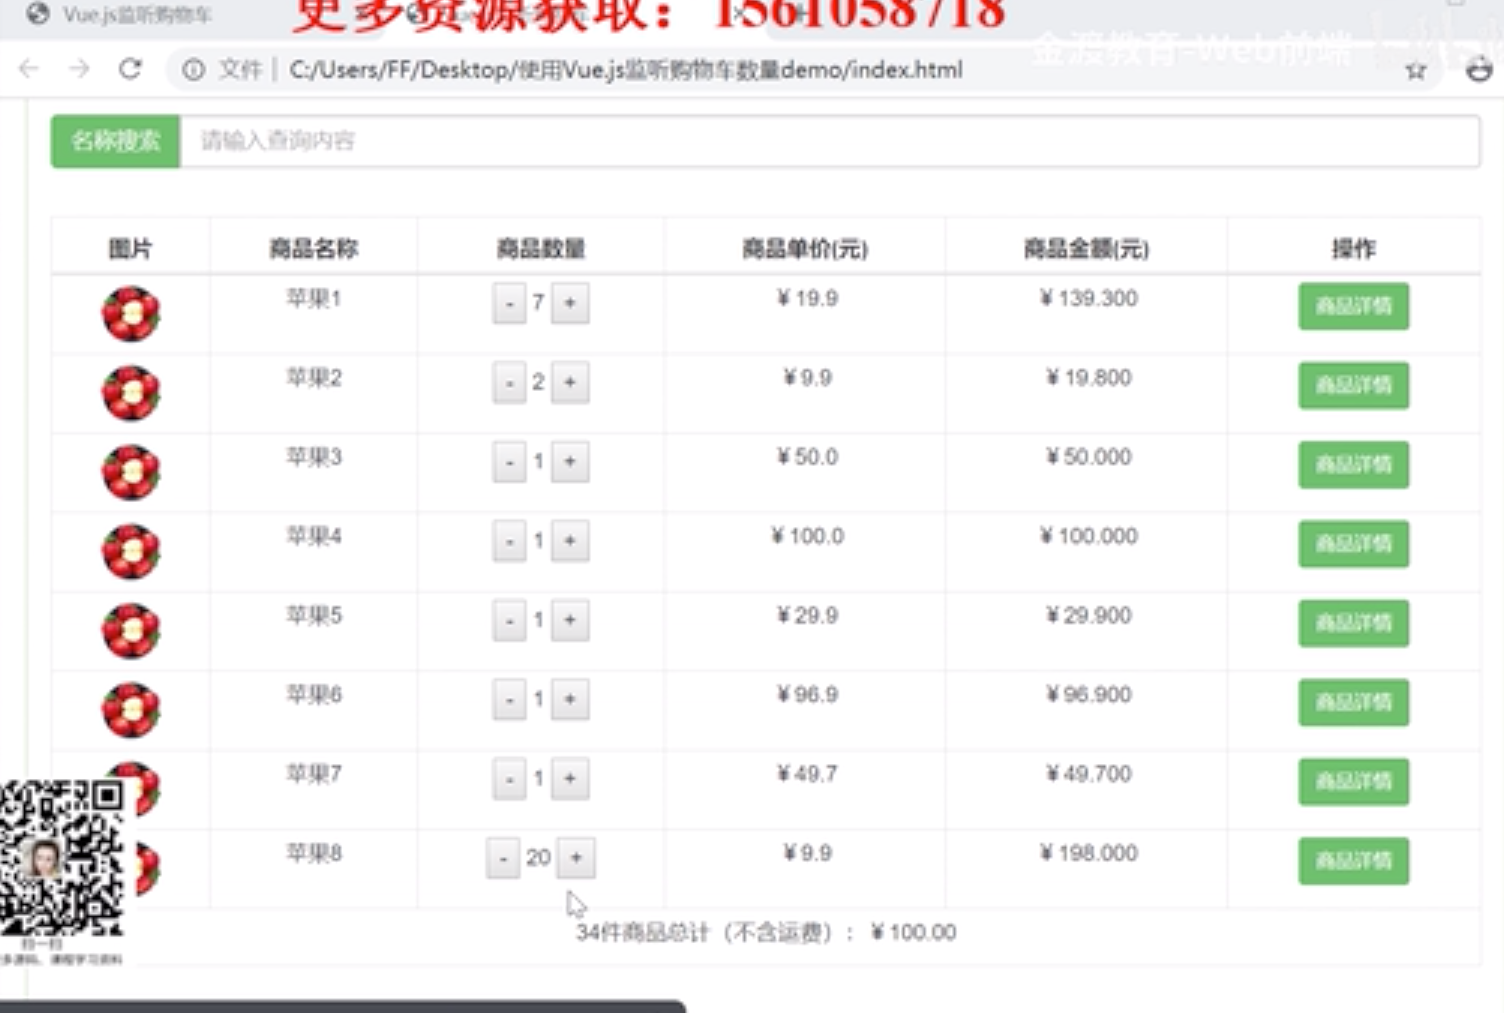 Vue.js监听购物车
更多资源获取：1561058718
金渡教育-Web前端
文件 C:/Users/FF/Desktop/使用Vue.js监听购物车数量demo/index.html
名称搜索 请输入查询内容
图片 商品名称 商品数量 商品单价(元) 商品金额(元) 操作
苹果1 - 7 + ¥ 19.9 ¥ 139.300 商品详情
苹果2 - 2 + ¥ 9.9 ¥ 19.800 商品详情
苹果3 - 1 + ¥ 50.0 ¥ 50.000 商品详情
苹果4 - 1 + ¥ 100.0 ¥ 100.000 商品详情
苹果5 - 1 + ¥ 29.9 ¥ 29.900 商品详情
苹果6 - 1 + ¥ 96.9 ¥ 96.900 商品详情
苹果7 - 1 + ¥ 49.7 ¥ 49.700 商品详情
苹果8 - 20 + ¥ 9.9 ¥ 198.000 商品详情
34件商品总计（不含运费）：¥ 100.00
扫一扫
多源码、课程学习资料